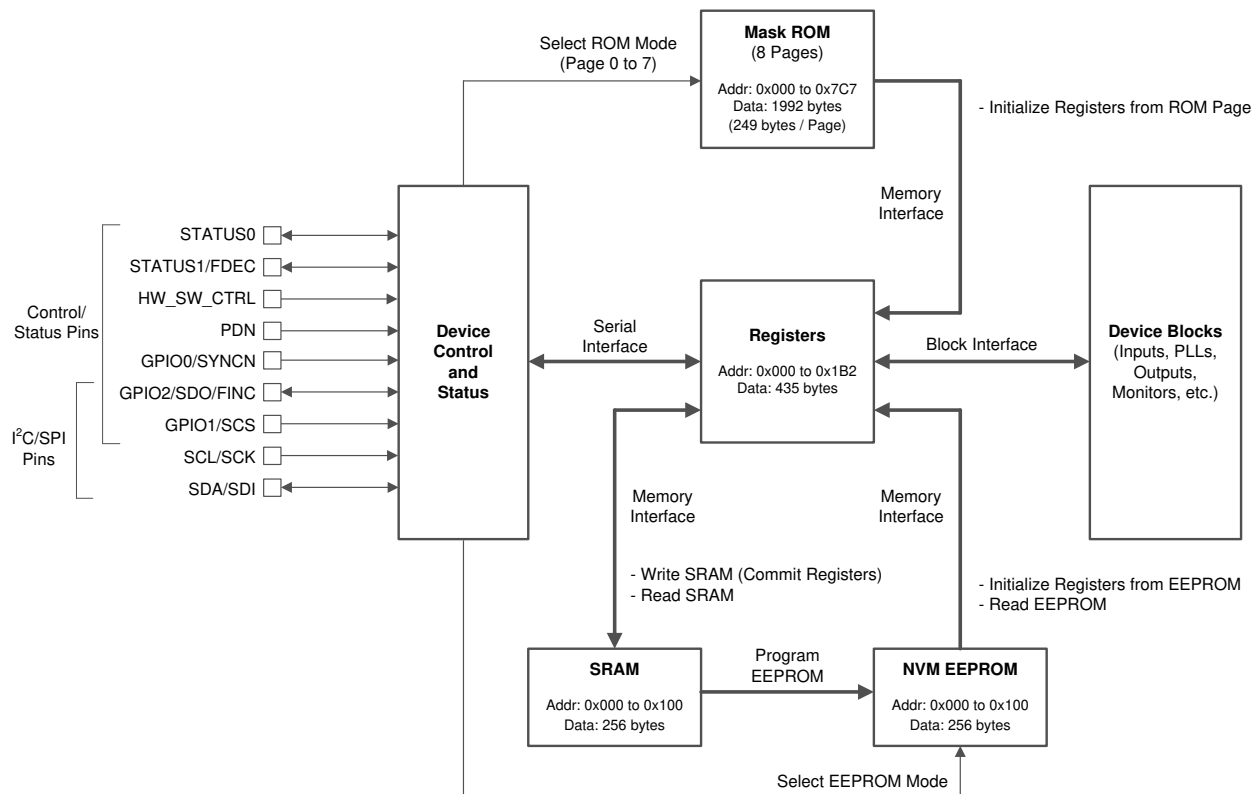 Mask ROM
(8 Pages)
Addr: 0x000 to 0x7C7
Data: 1992 bytes
(249 bytes / Page)
Select ROM Mode
(Page 0 to 7)
- Initialize Registers from ROM Page
Memory
Interface
Control/
Status Pins
I²C/SPI
Pins
STATUS0
STATUS1/FDEC
HW_SW_CTRL
PDN
GPIO0/SYNCN
GPIO2/SDO/FINC
GPIO1/SCS
SCL/SCK
SDA/SDI
Device
Control
and
Status
Serial
Interface
Registers
Addr: 0x000 to 0x1B2
Data: 435 bytes
Block Interface
Device Blocks
(Inputs, PLLs,
Outputs,
Monitors, etc.)
Memory
Interface
- Write SRAM (Commit Registers)
- Read SRAM
Memory
Interface
- Initialize Registers from EEPROM
- Read EEPROM
SRAM
Addr: 0x000 to 0x100
Data: 256 bytes
Program
EEPROM
NVM EEPROM
Addr: 0x000 to 0x100
Data: 256 bytes
Select EEPROM Mode